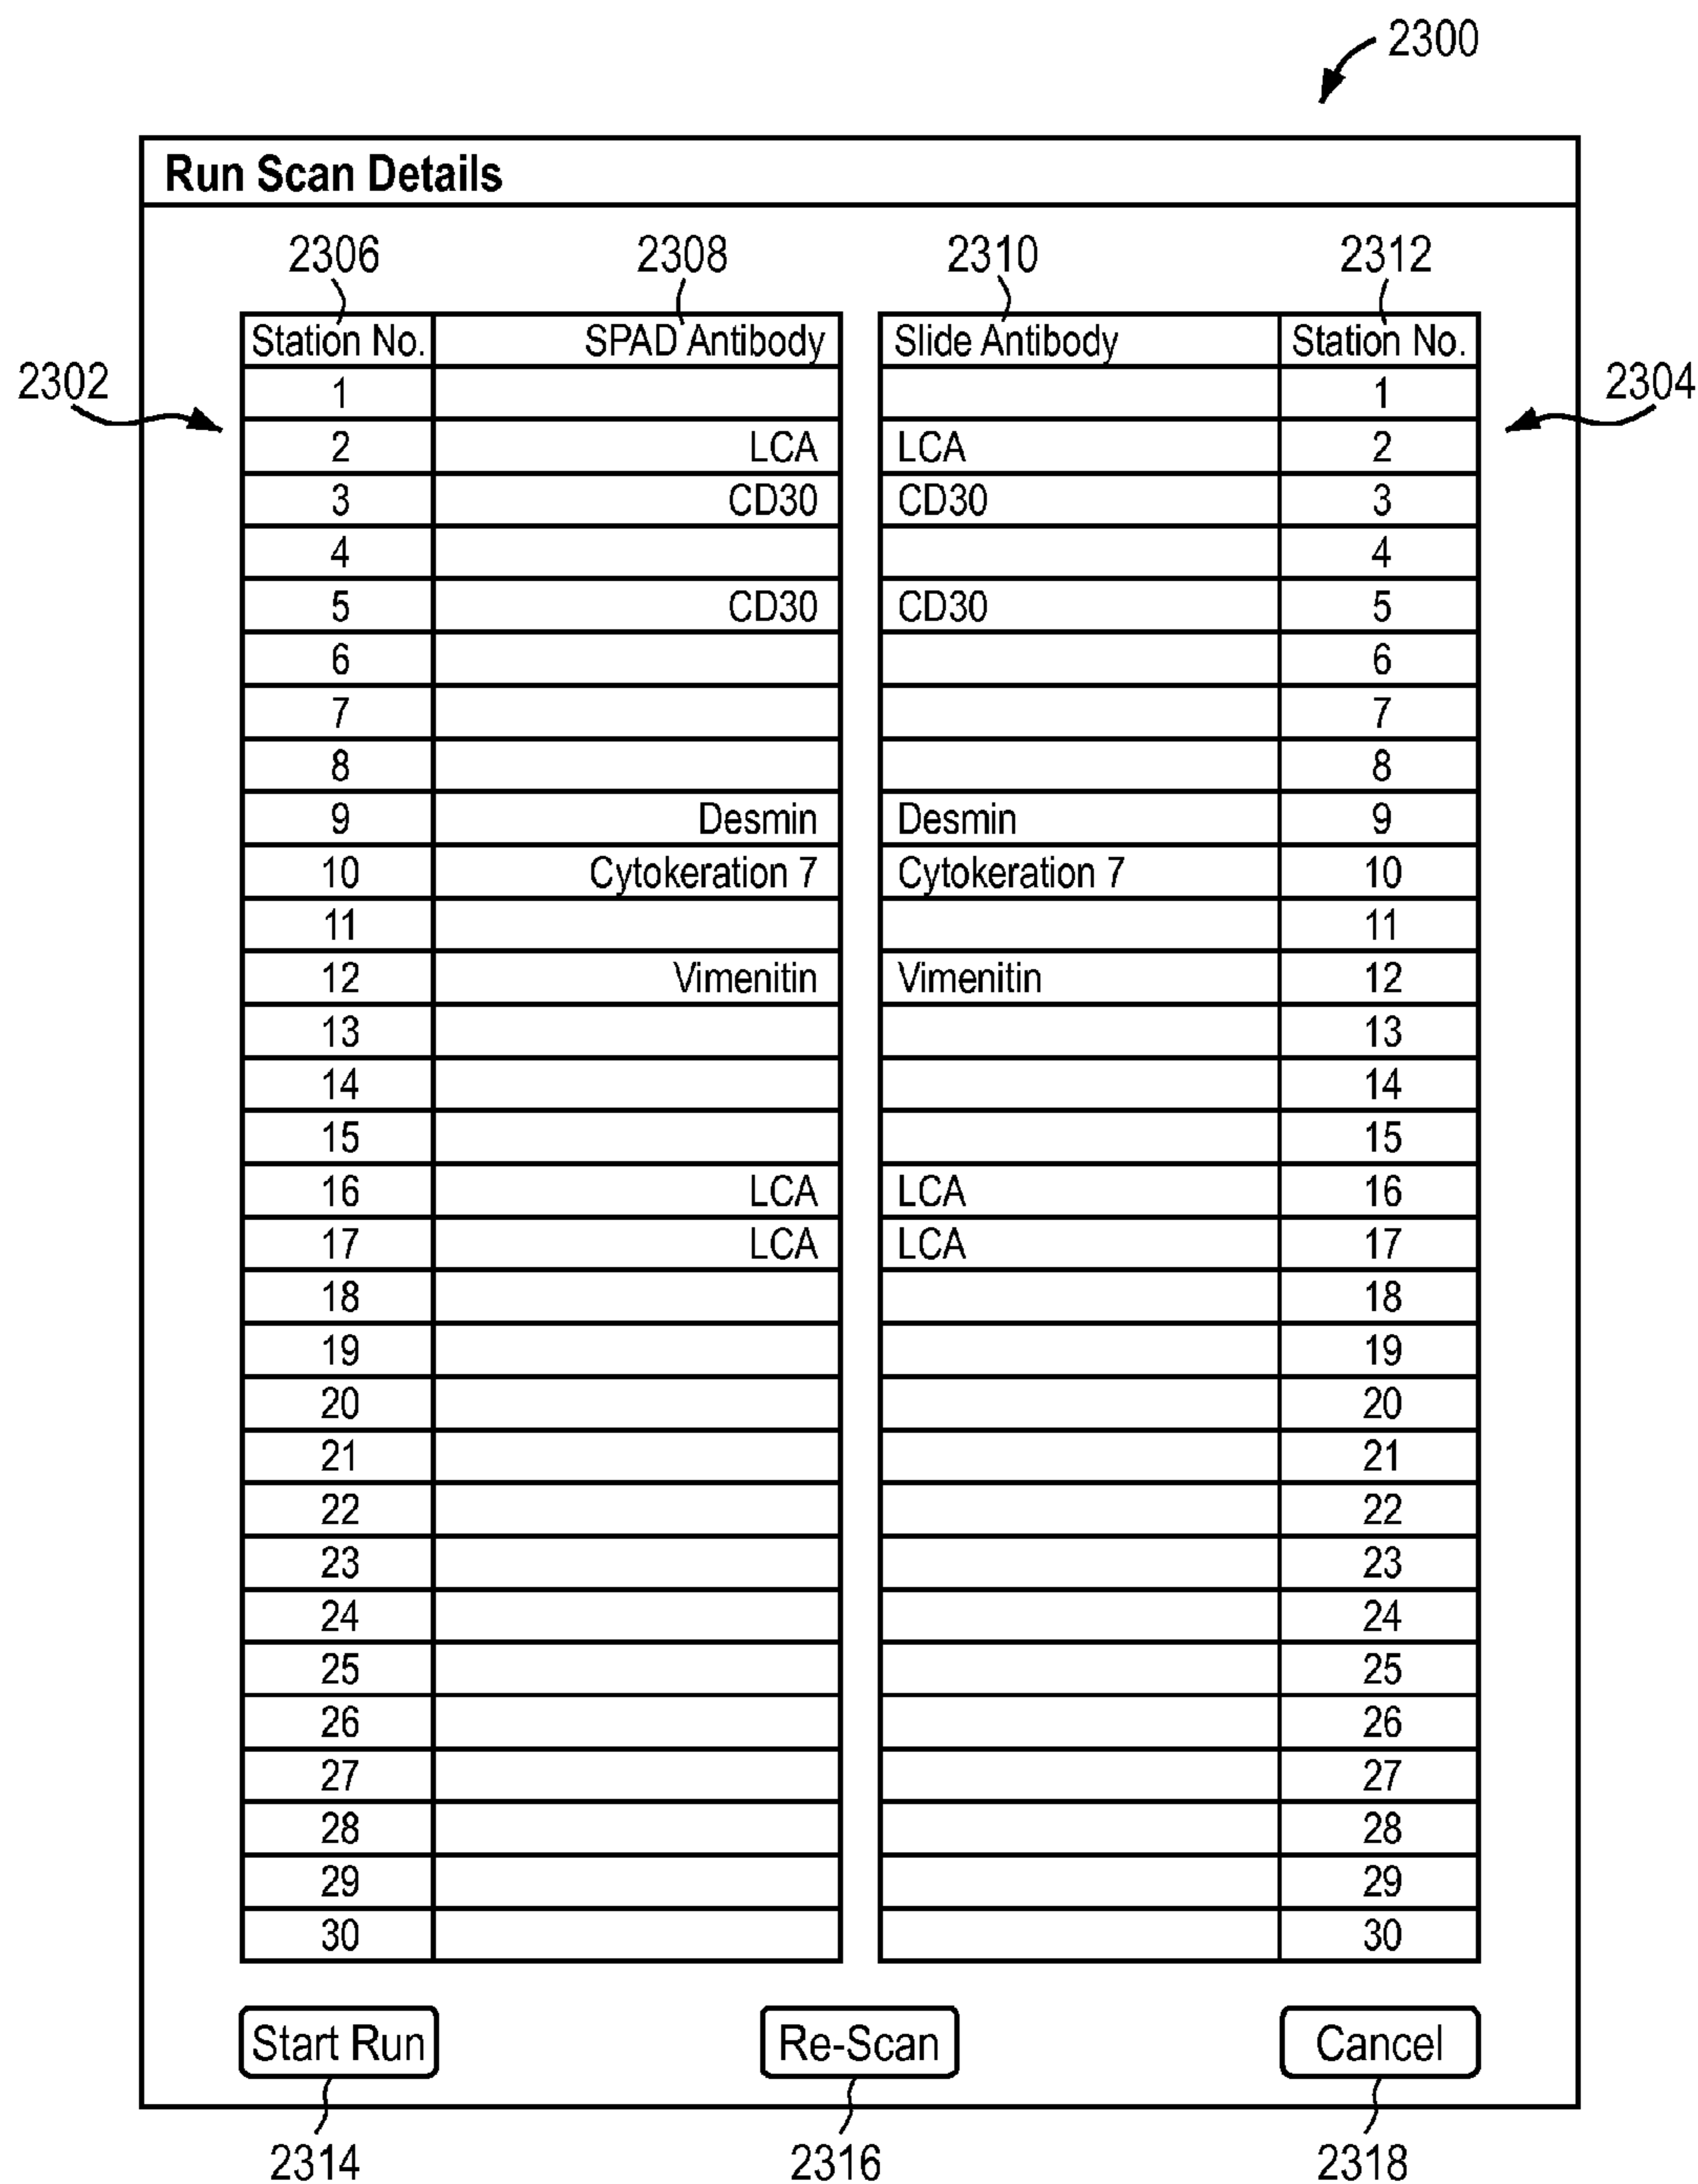 2300
Run Scan Details
2306 2308 2310 2312
Station No. SPAD Antibody Slide Antibody Station No.
2302 1 1 2304
2 LCA LCA 2
3 CD30 CD30 3
4 4
5 CD30 CD30 5
6 6
7 7
8 8
9 Desmin Desmin 9
10 Cytokeration 7 Cytokeration 7 10
11 11
12 Vimenitin Vimenitin 12
13 13
14 14
15 15
16 LCA LCA 16
17 LCA LCA 17
18 18
19 19
20 20
21 21
22 22
23 23
24 24
25 25
26 26
27 27
28 28
29 29
30 30
Start Run Re-Scan Cancel
2314 2316 2318